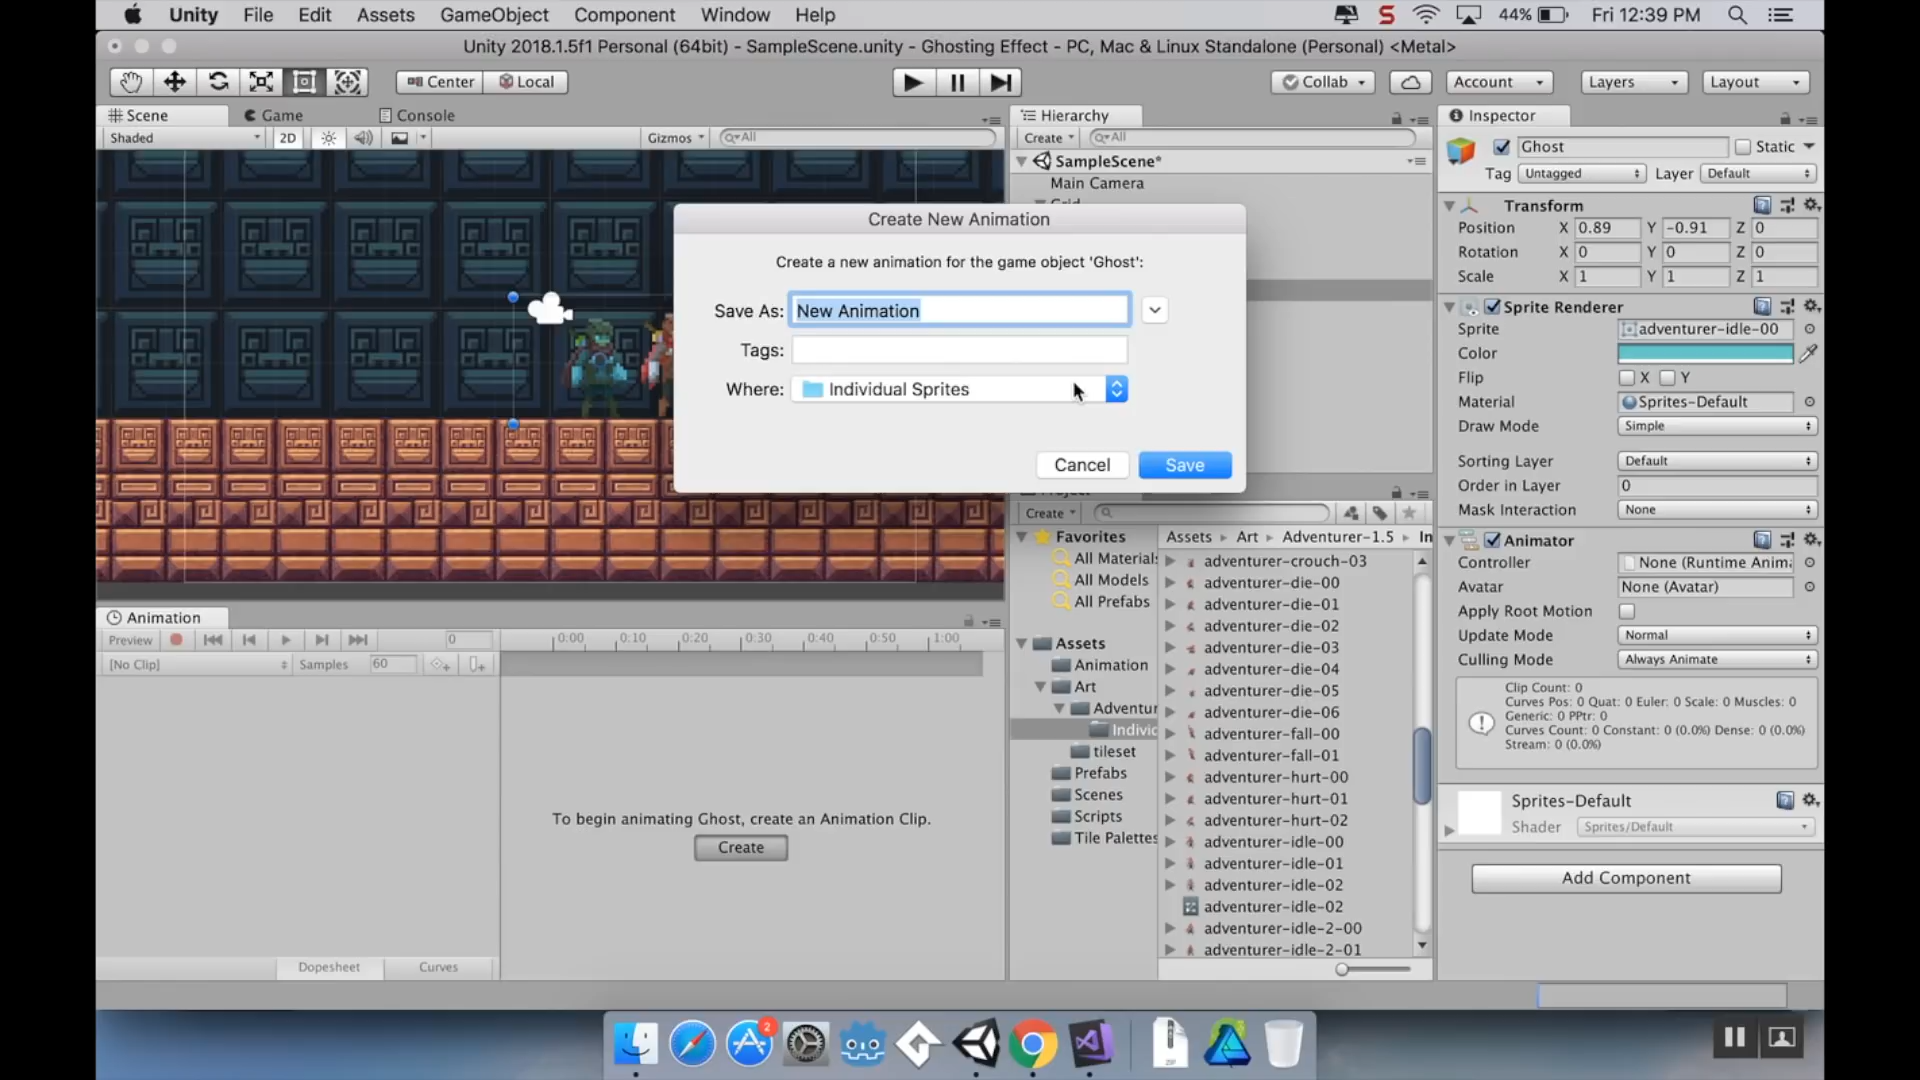 Unity File Edit Assets GameObject Component Window Help 44% Fri 12:39 PM
Unity 2018.1.5f1 Personal (64bit) - SampleScene.unity - Ghosting Effect - PC, Mac & Linux Standalone (Personal) <Metal>
Center Local Collab Account Layers Layout
Scene Game Console
Shaded 2D Gizmos All
Hierarchy
Create All
SampleScene*
Main Camera
Create New Animation
Create a new animation for the game object 'Ghost':
Save As: New Animation
Tags:
Where: Individual Sprites
Cancel Save
Inspector
Ghost Static
Tag Untagged Layer Default
Transform
Position X 0.89 Y -0.91 Z 0
Rotation X 0 Y 0 Z 0
Scale X 1 Y 1 Z 1
Sprite Renderer
Sprite adventurer-idle-00
Color
Flip X Y
Material Sprites-Default
Draw Mode Simple
Sorting Layer Default
Order in Layer 0
Mask Interaction None
Animator
Controller None (Runtime Anim
Avatar None (Avatar)
Apply Root Motion
Update Mode Normal
Culling Mode Always Animate
Clip Count: 0
Curves Pos: 0 Quat: 0 Euler: 0 Scale: 0 Muscles: 0
Generic: 0 PPtr: 0
Curves Count: 0 Constant: 0 (0.0%) Dense: 0 (0.0%)
Stream: 0 (0.0%)
Sprites-Default
Shader Sprites/Default
Add Component
Create
Favorites
All Materials
All Models
All Prefabs
Assets
Animation
Art
Adventur
Indivi
tileset
Prefabs
Scenes
Scripts
Tile Palettes
Assets Art Adventurer-1.5 In
adventurer-crouch-03
adventurer-die-00
adventurer-die-01
adventurer-die-02
adventurer-die-03
adventurer-die-04
adventurer-die-05
adventurer-die-06
adventurer-fall-00
adventurer-fall-01
adventurer-hurt-00
adventurer-hurt-01
adventurer-hurt-02
adventurer-idle-00
adventurer-idle-01
adventurer-idle-02
adventurer-idle-02
adventurer-idle-2-00
adventurer-idle-2-01
Animation
Preview 0 0:00 0:10 0:20 0:30 0:40 0:50 1:00
[No Clip] Samples 60
To begin animating Ghost, create an Animation Clip.
Create
Dopesheet Curves
2
ZIP